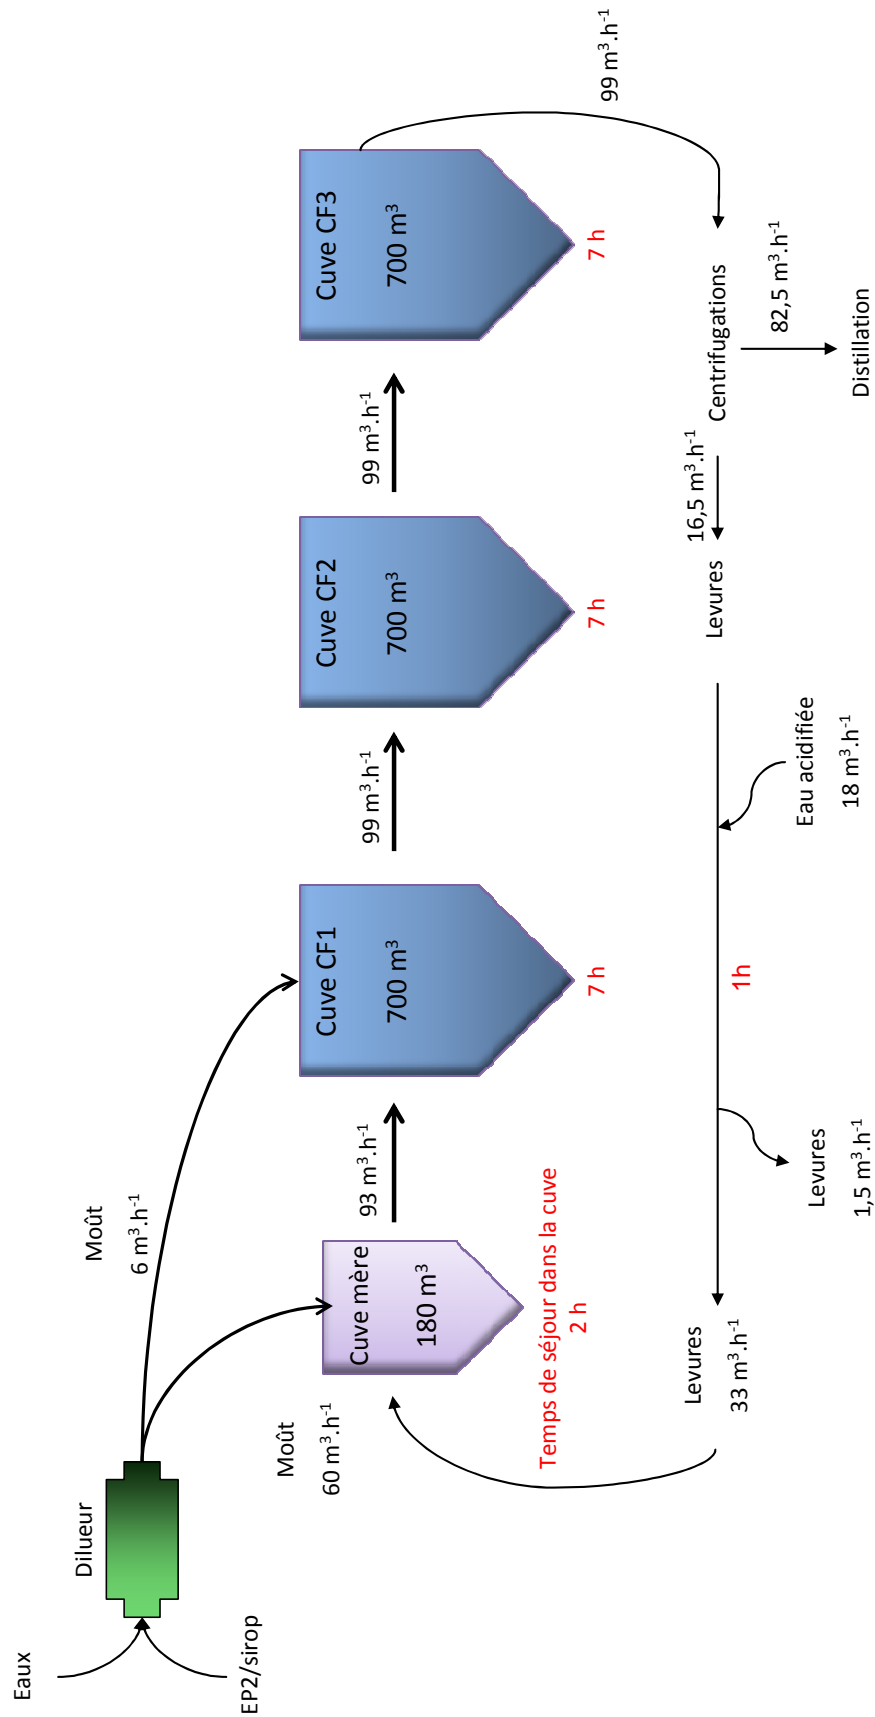 Eaux
EP2/sirop
Dilueur
Moût
6 m³.h⁻¹
Moût
60 m³.h⁻¹
Cuve mère
180 m³
Temps de séjour dans la cuve
2 h
93 m³.h⁻¹
Cuve CF1
700 m³
7 h
99 m³.h⁻¹
Cuve CF2
700 m³
7 h
99 m³.h⁻¹
Cuve CF3
700 m³
7 h
99 m³.h⁻¹
Centrifugations
82,5 m³.h⁻¹
Distillation
16,5 m³.h⁻¹
Levures
Eau acidifiée
18 m³.h⁻¹
1h
Levures
1,5 m³.h⁻¹
Levures
33 m³.h⁻¹